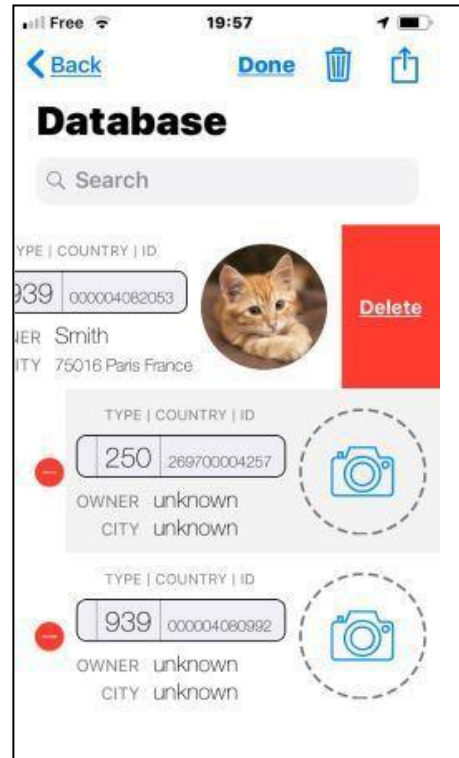 Free 19:57
Back Done
Database
Search
YPE | COUNTRY | ID
939 000004082053
Delete
NER Smith
ITY 75016 Paris France
TYPE | COUNTRY | ID
250 269700004257
OWNER unknown
CITY unknown
TYPE | COUNTRY | ID
939 000004080992
OWNER unknown
CITY unknown